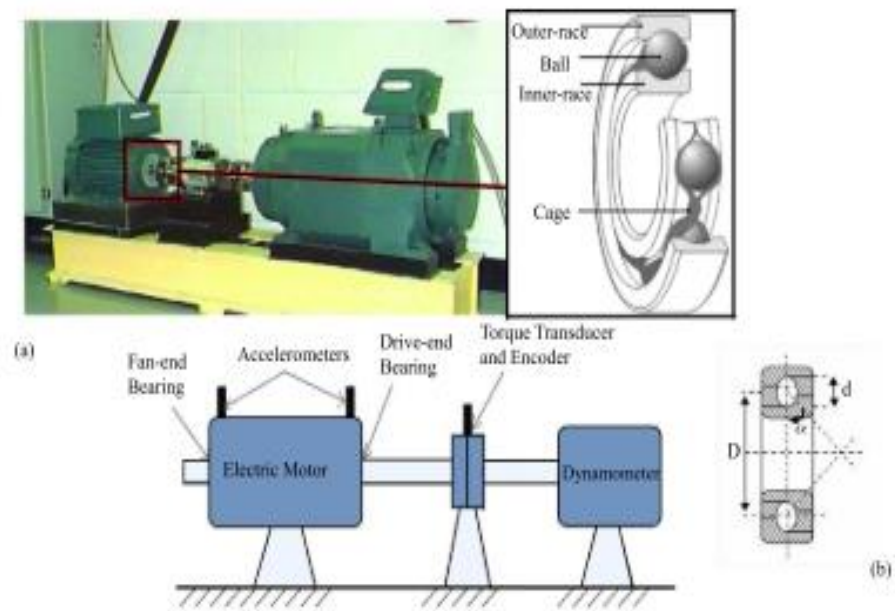 Outer-race
Ball
Inner-race
Cage
(a)
Fan-end
Bearing
Accelerometers
Drive-end
Bearing
Torque Transducer
and Encoder
Electric Motor
Dynamometer
D
d
α
(b)